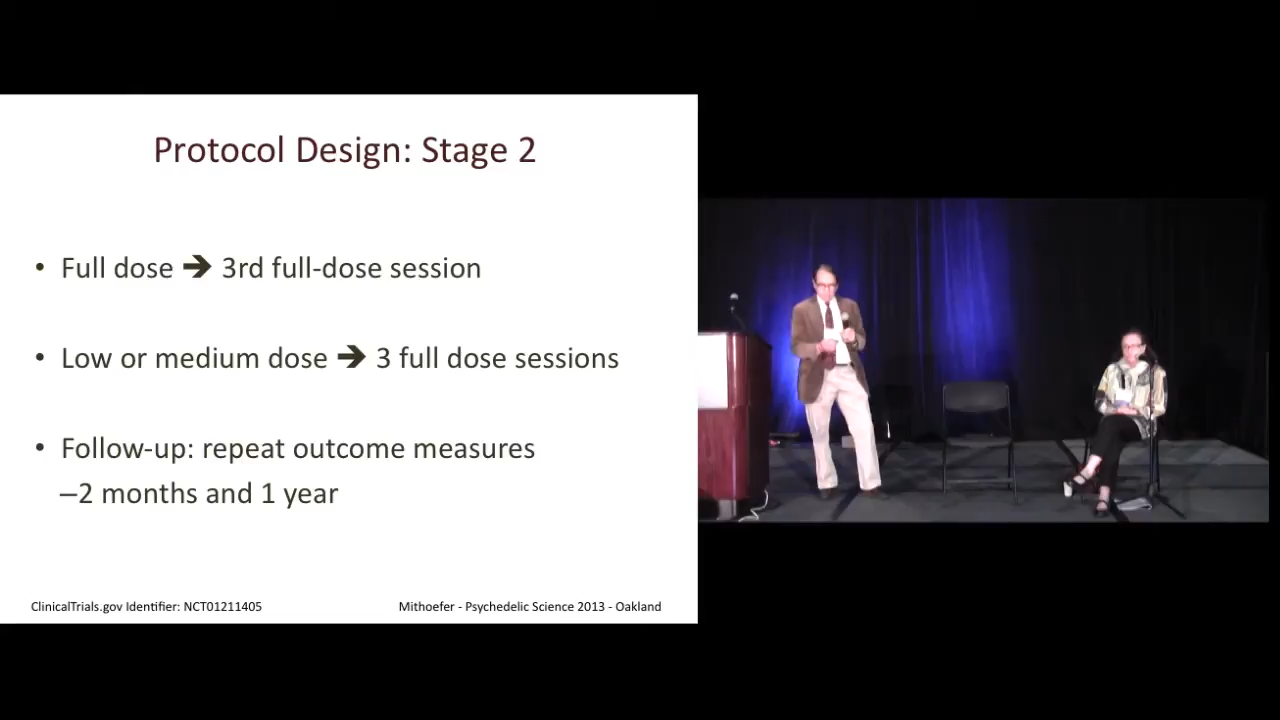 Protocol Design: Stage 2
• Full dose ➔ 3rd full-dose session
• Low or medium dose ➔ 3 full dose sessions
• Follow-up: repeat outcome measures
–2 months and 1 year
ClinicalTrials.gov Identifier: NCT01211405
Mithoefer - Psychedelic Science 2013 - Oakland